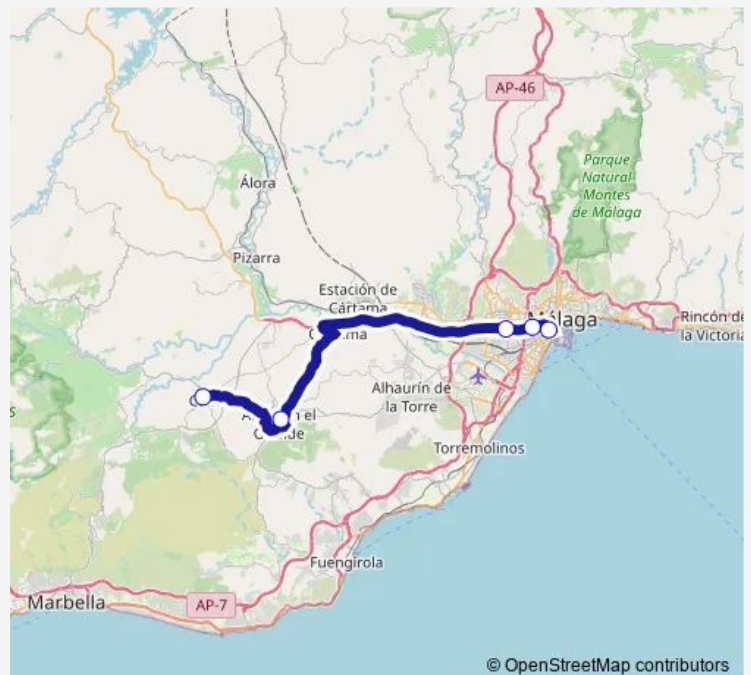 AP-46
Parque
Natural
Montes
de Málaga
Álora
Pizarra
Estación de
Cártama
Málaga
Rincón de
la Victoria
Alhaurín de
la Torre
Torremolinos
Fuengirola
AP-7
Marbella
© OpenStreetMap contributors